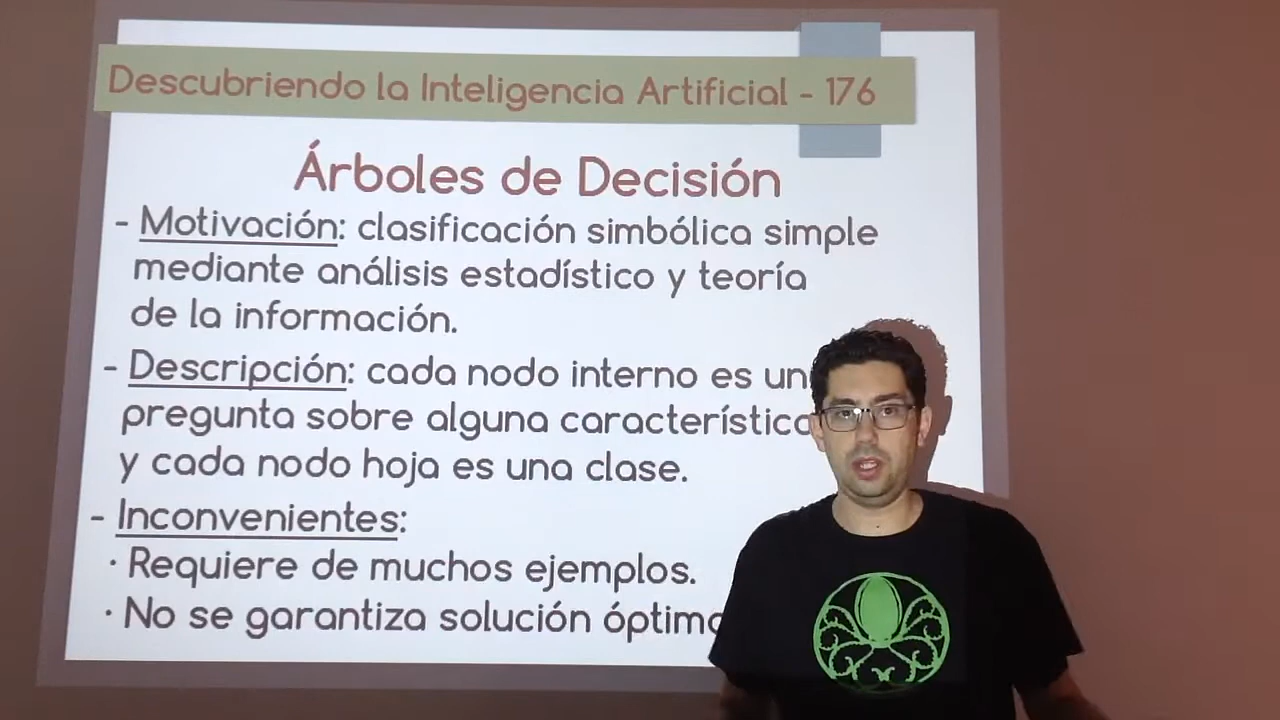 Descubriendo la Inteligencia Artificial - 176
Árboles de Decisión
- Motivación: clasificación simbólica simple
mediante análisis estadístico y teoría
de la información.
- Descripción: cada nodo interno es un
pregunta sobre alguna característica
y cada nodo hoja es una clase.
- Inconvenientes:
· Requiere de muchos ejemplos.
· No se garantiza solución óptima